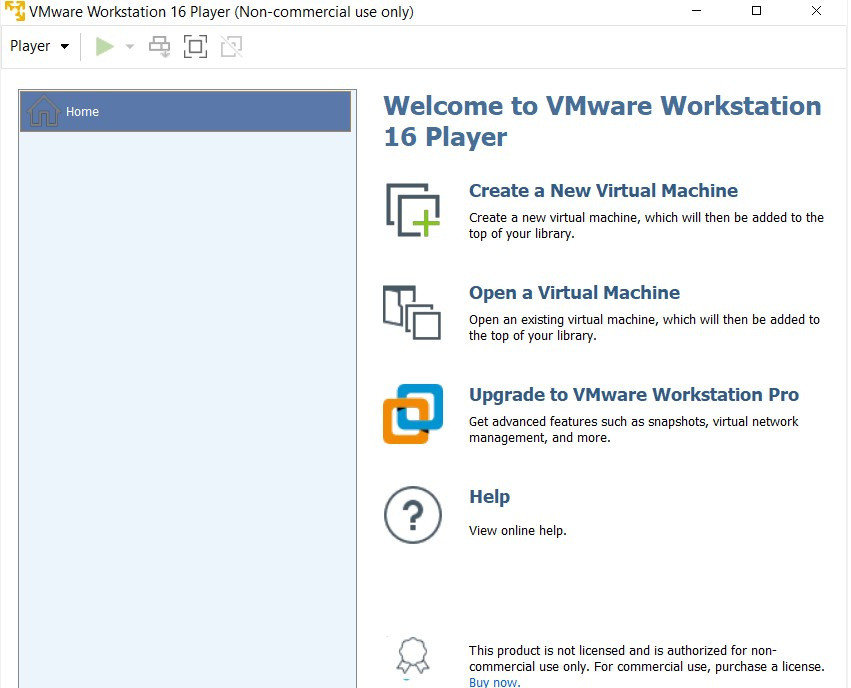 VMware Workstation 16 Player (Non-commercial use only)
Player
Home
Welcome to VMware Workstation
16 Player
Create a New Virtual Machine
Create a new virtual machine, which will then be added to the
top of your library.
Open a Virtual Machine
Open an existing virtual machine, which will then be added to
the top of your library.
Upgrade to VMware Workstation Pro
Get advanced features such as snapshots, virtual network
management, and more.
?
Help
View online help.
This product is not licensed and is authorized for non-
commercial use only. For commercial use, purchase a license.
Buy now.